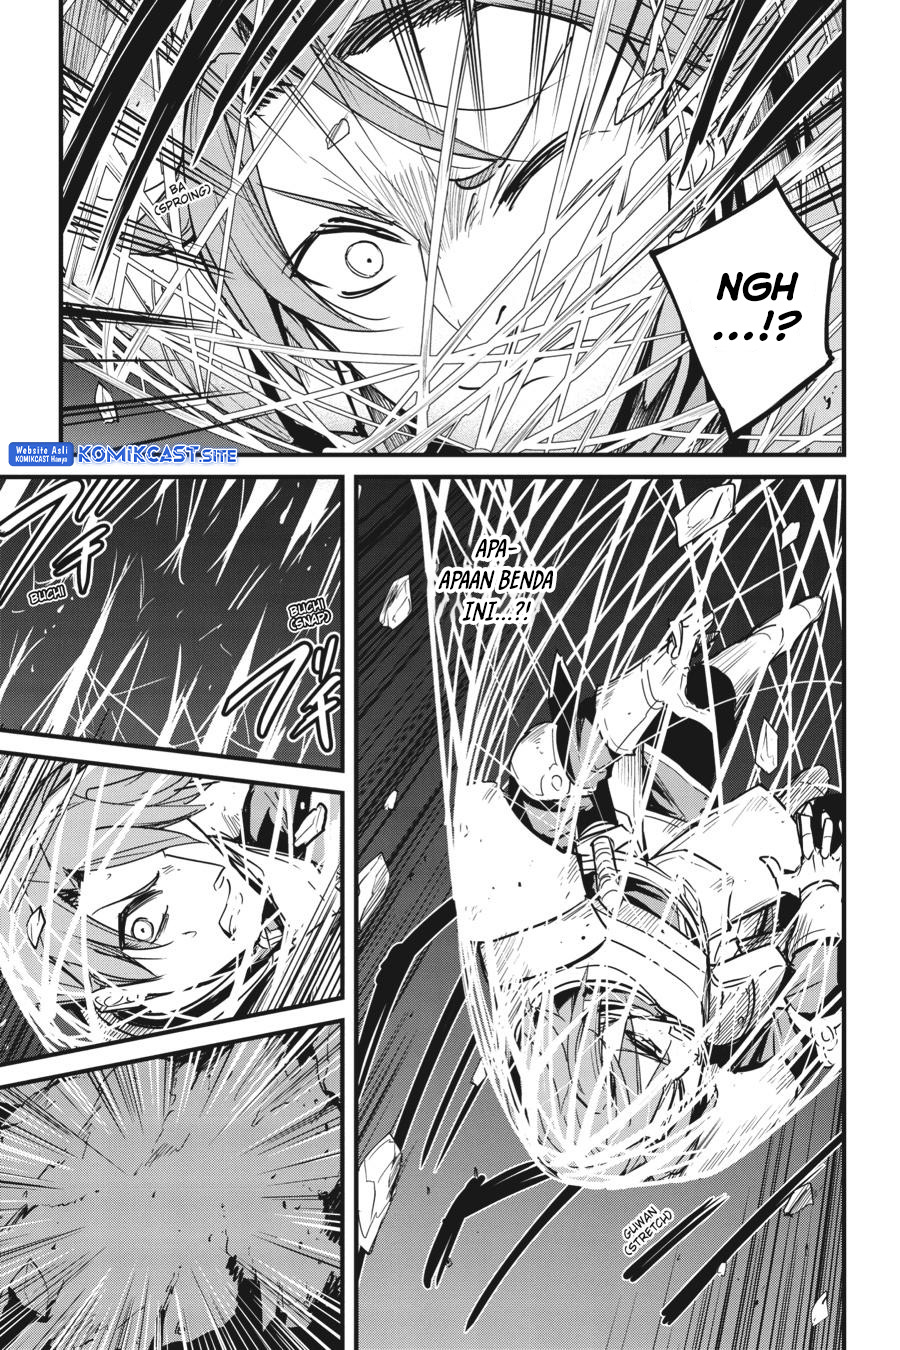 BA
(SPROING)
NGH
...!?
Website Asli
KOMIKCAST Hanya
KOMIKCAST.SITE
APA-
APAAN BENDA
INI...?!
BUCHI
(SNAP)
ブチ
BUCHI
ブチ
GUWAN
(STRETCH)